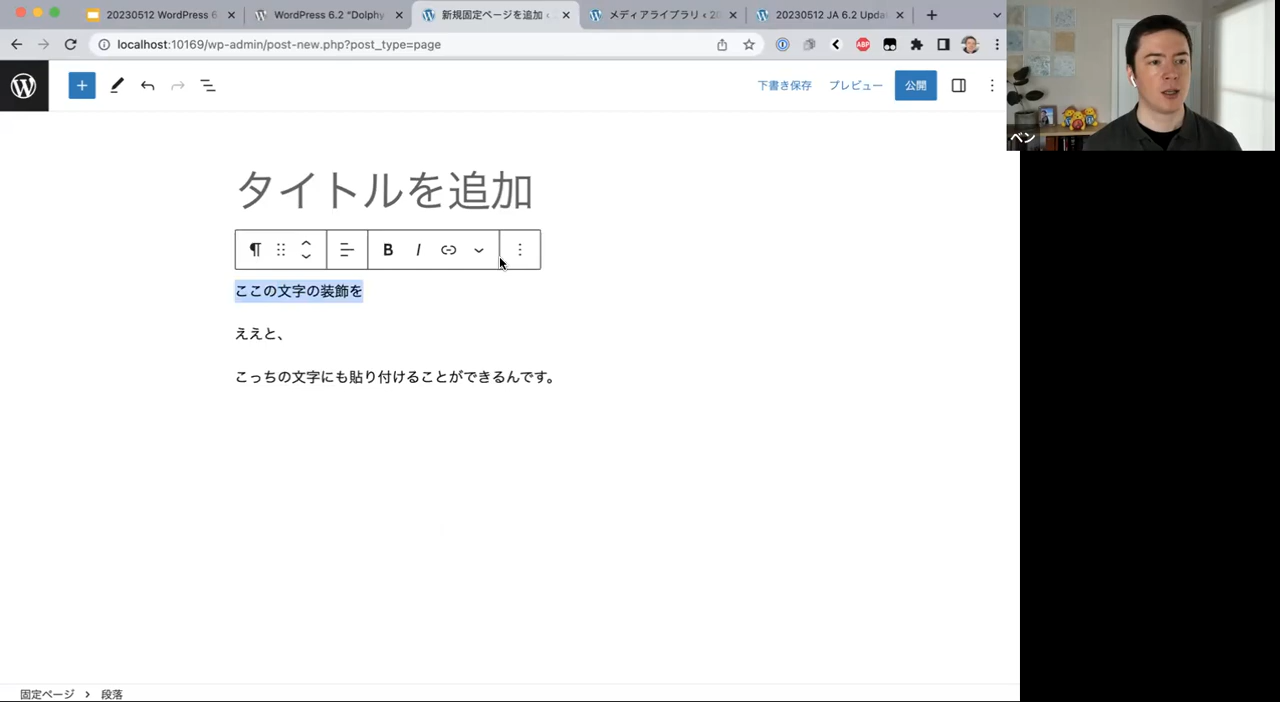 20230512 WordPress 6
WordPress 6.2 “Dolphy
新規固定ページを追加 ‹
メディアライブラリ ‹ 20
20230512 JA 6.2 Upda
localhost:10169/wp-admin/post-new.php?post_type=page
ABP
下書き保存
プレビュー
公開
ベン
タイトルを追加
B
I
ここの文字の装飾を
ええと、
こっちの文字にも貼り付けることができるんです。
固定ページ > 段落